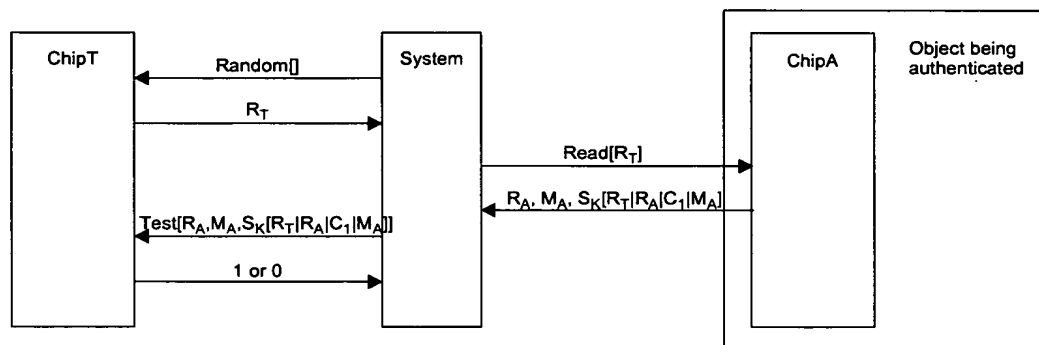 ChipT
System
ChipA
Object being
authenticated
Random[]
R_T
Read[R_T]
R_A, M_A, S_K[R_T|R_A|C_1|M_A]
Test[R_A,M_A,S_K[R_T|R_A|C_1|M_A]]
1 or 0